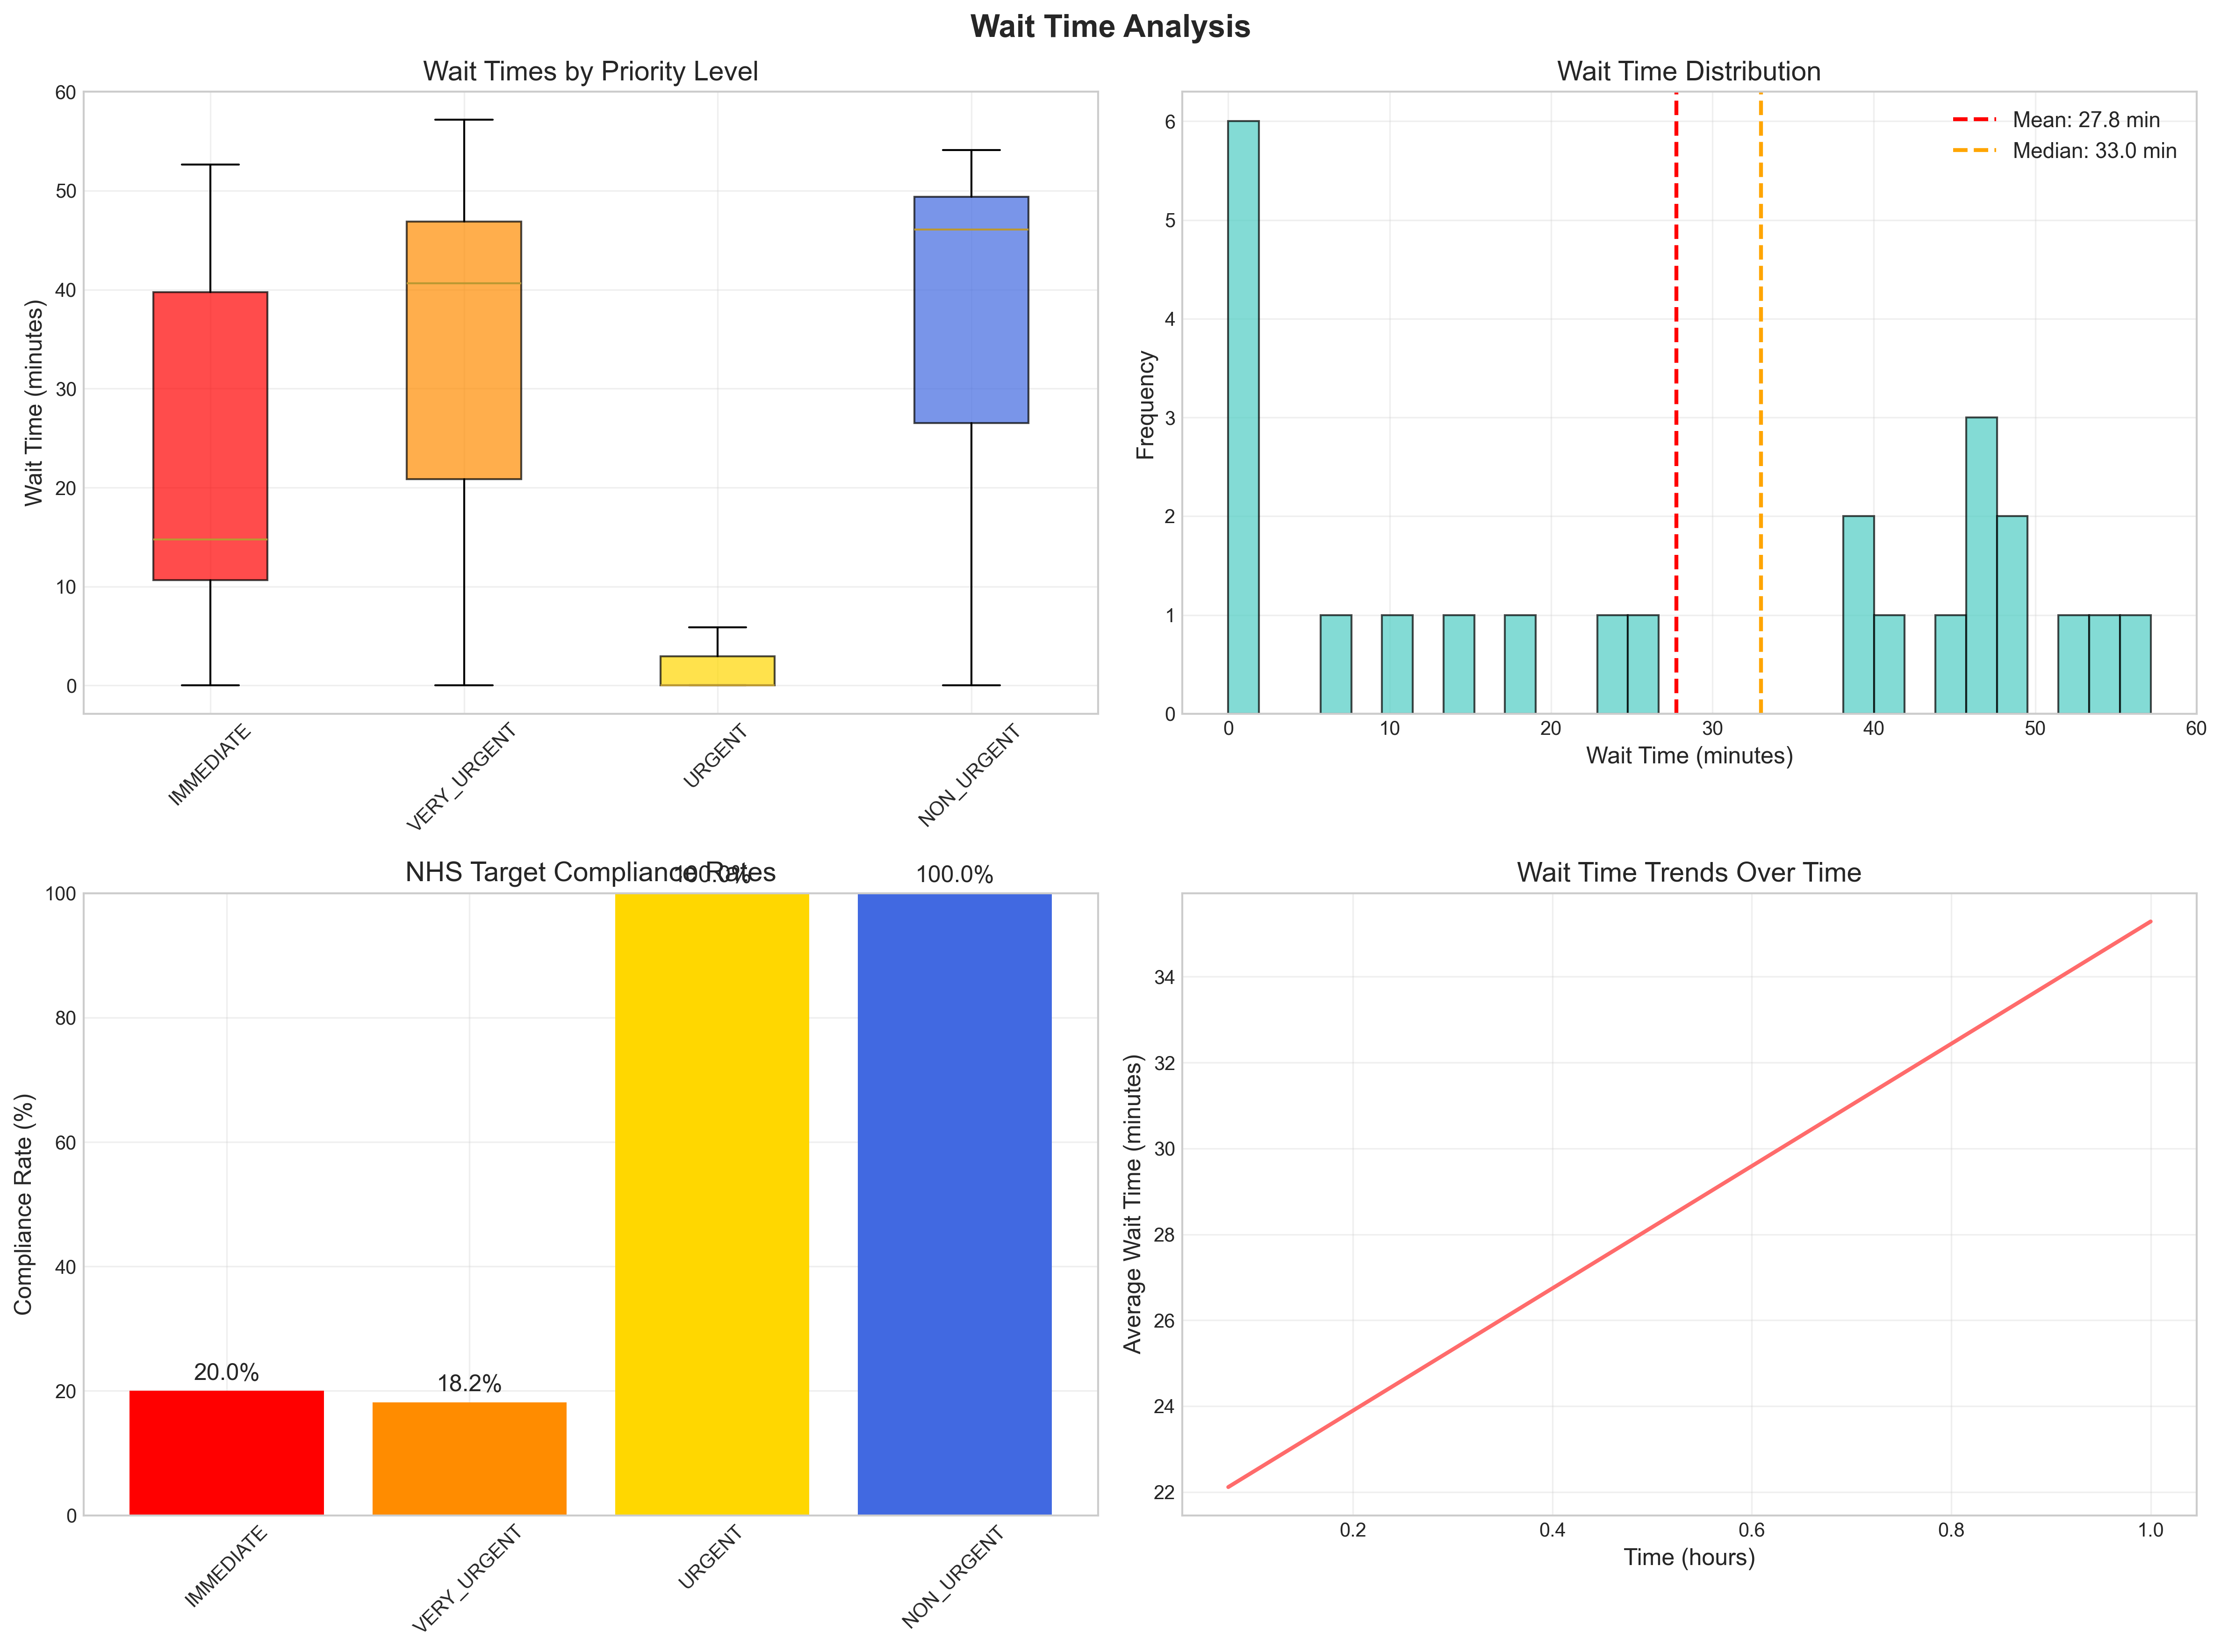 Wait Time Analysis
Wait Times by Priority Level
Wait Time (minutes)
60
50
40
30
20
10
0
IMMEDIATE
VERY_URGENT
URGENT
NON_URGENT
Wait Time Distribution
Mean: 27.8 min
Median: 33.0 min
Frequency
6
5
4
3
2
1
0
0 10 20 30 40 50 60
Wait Time (minutes)
NHS Target Compliance Rates
Compliance Rate (%)
100
80
60
40
20
0
20.0%
18.2%
100.0%
100.0%
IMMEDIATE
VERY_URGENT
URGENT
NON_URGENT
Wait Time Trends Over Time
Average Wait Time (minutes)
34
32
30
28
26
24
22
0.2 0.4 0.6 0.8 1.0
Time (hours)